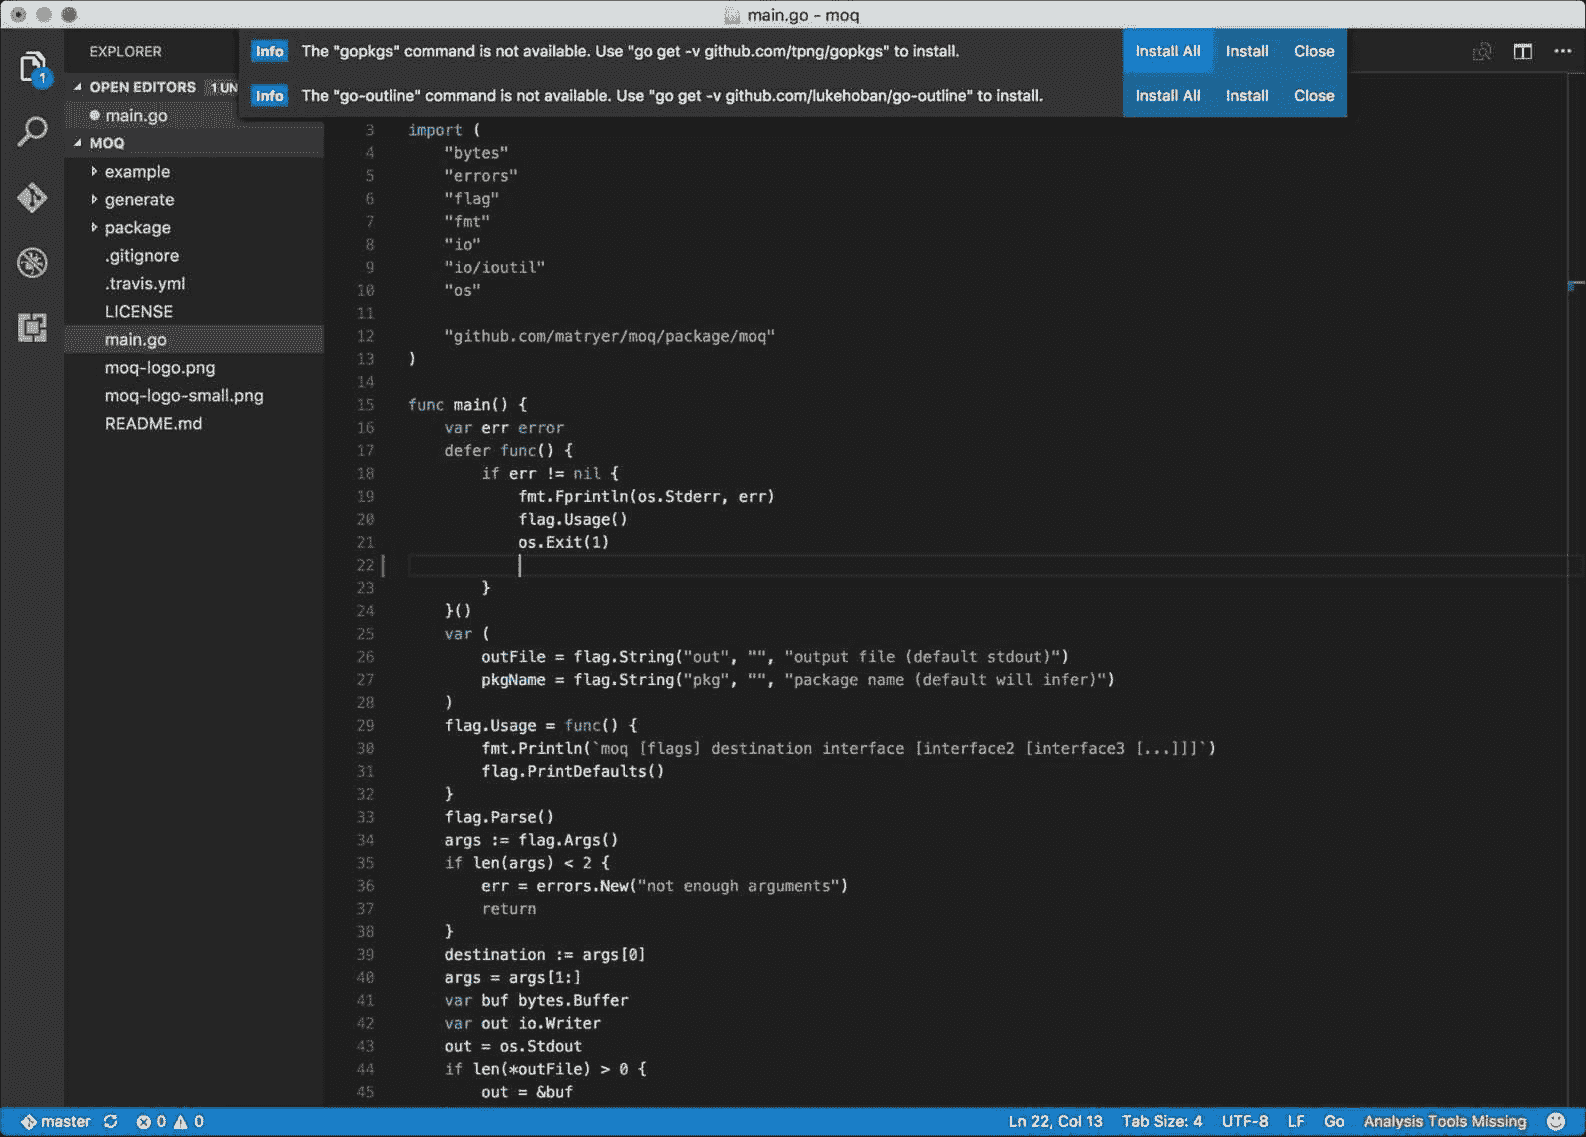 main.go - moq
EXPLORER
OPEN EDITORS 1 UN
main.go
MOQ
example
generate
package
.gitignore
.travis.yml
LICENSE
main.go
moq-logo.png
moq-logo-small.png
README.md
1
Info The "gopkgs" command is not available. Use "go get -v github.com/tpng/gopkgs" to install. Install All Install Close
Info The "go-outline" command is not available. Use "go get -v github.com/lukehoban/go-outline" to install. Install All Install Close
3 import (
4 "bytes"
5 "errors"
6 "flag"
7 "fmt"
8 "io"
9 "io/ioutil"
10 "os"
11
12 "github.com/matryer/moq/package/moq"
13 )
14
15 func main() {
16 var err error
17 defer func() {
18 if err != nil {
19 fmt.Fprintln(os.Stderr, err)
20 flag.Usage()
21 os.Exit(1)
22
23 }
24 }()
25 var (
26 outFile = flag.String("out", "", "output file (default stdout)")
27 pkgName = flag.String("pkg", "", "package name (default will infer)")
28 )
29 flag.Usage = func() {
30 fmt.Println(`moq [flags] destination interface [interface2 [interface3 [...]]]`)
31 flag.PrintDefaults()
32 }
33 flag.Parse()
34 args := flag.Args()
35 if len(args) < 2 {
36 err = errors.New("not enough arguments")
37 return
38 }
39 destination := args[0]
40 args = args[1:]
41 var buf bytes.Buffer
42 var out io.Writer
43 out = os.Stdout
44 if len(*outFile) > 0 {
45 out = &buf
master 0 0 Ln 22, Col 13 Tab Size: 4 UTF-8 LF Go Analysis Tools Missing